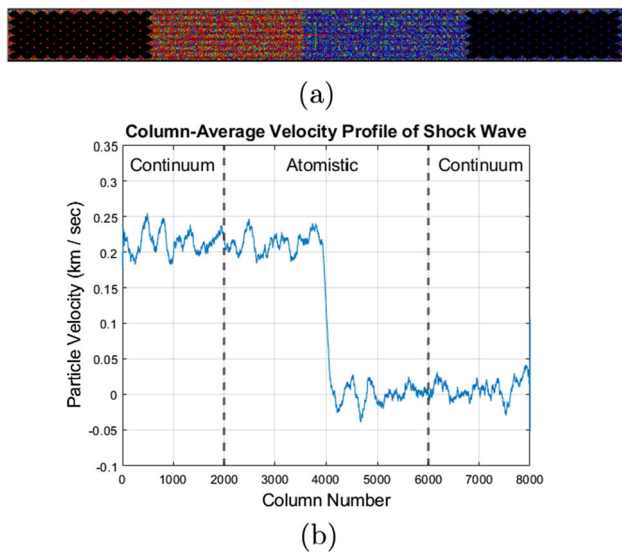 (a)
Column-Average Velocity Profile of Shock Wave
Continuum Atomistic Continuum
0.35
0.3
0.25
0.2
0.15
0.1
0.05
0
-0.05
-0.1
Particle Velocity (km / sec)
0 1000 2000 3000 4000 5000 6000 7000 8000
Column Number
(b)